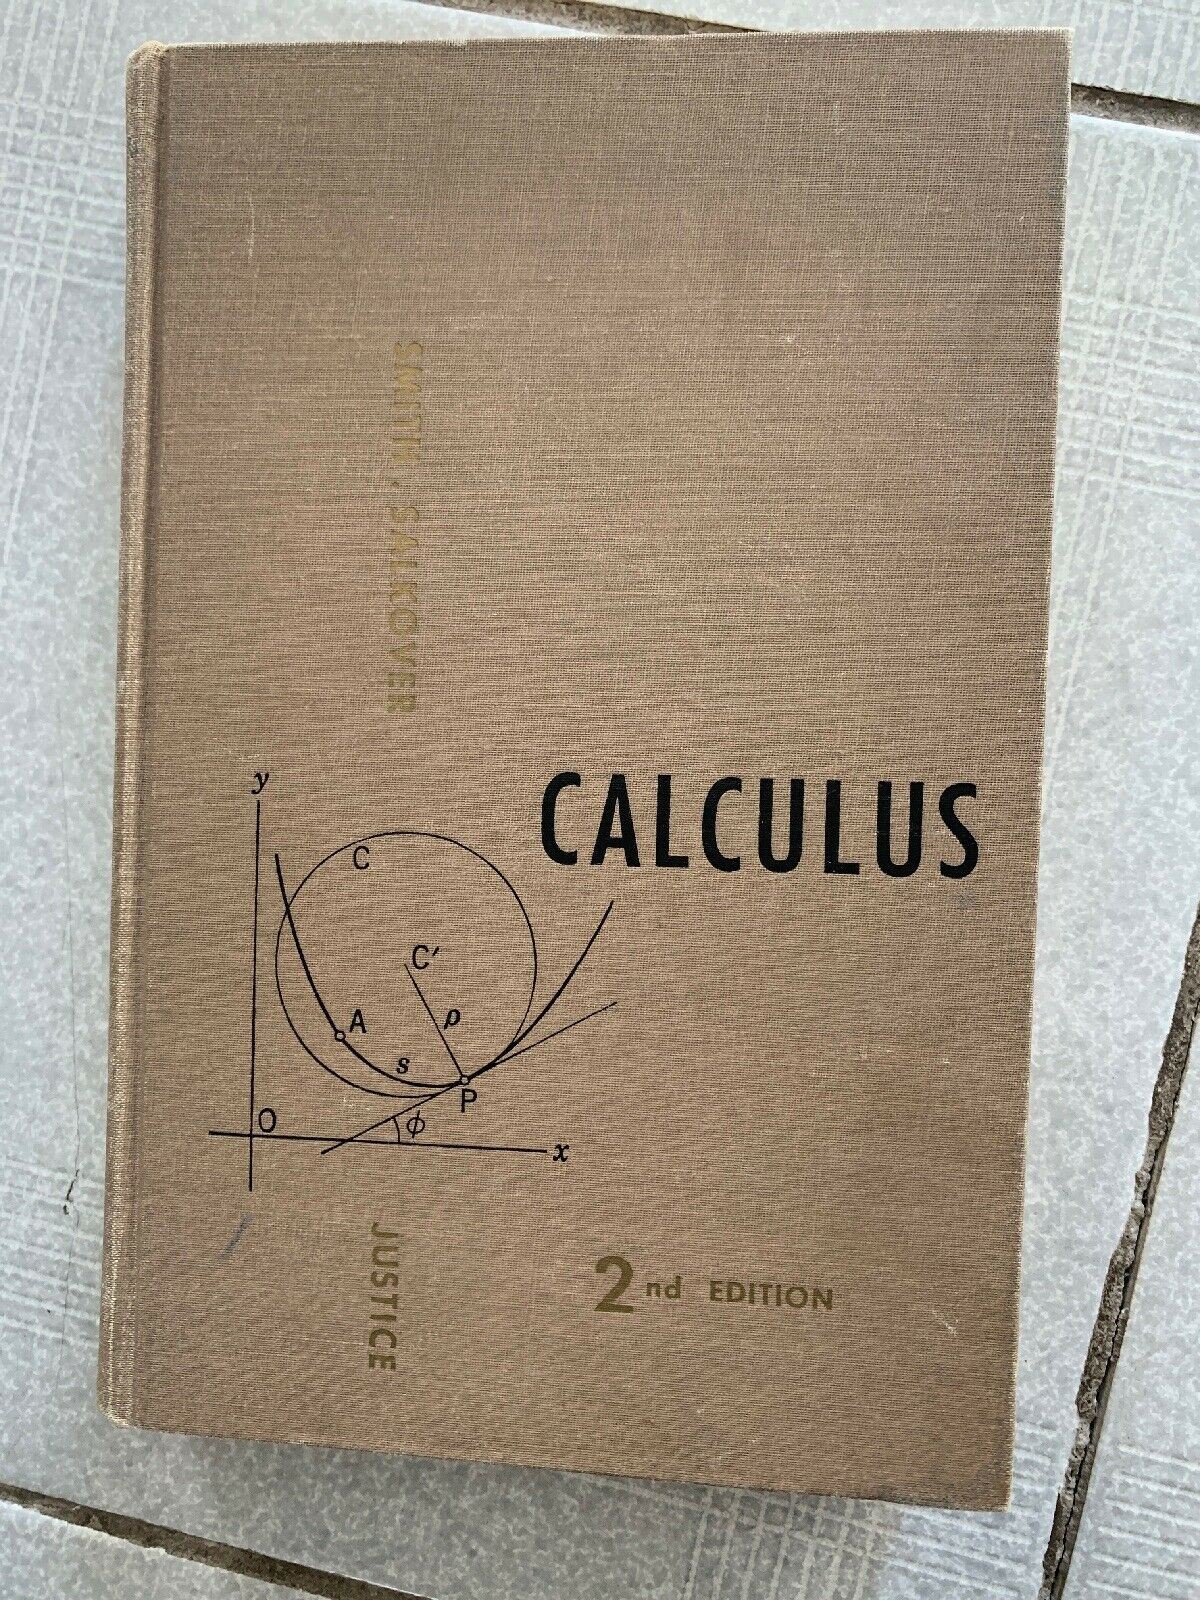 SMITH, SALKOVER
CALCULUS
y
C
C′
A
ρ
s
P
O
ϕ
x
JUSTICE
2nd EDITION